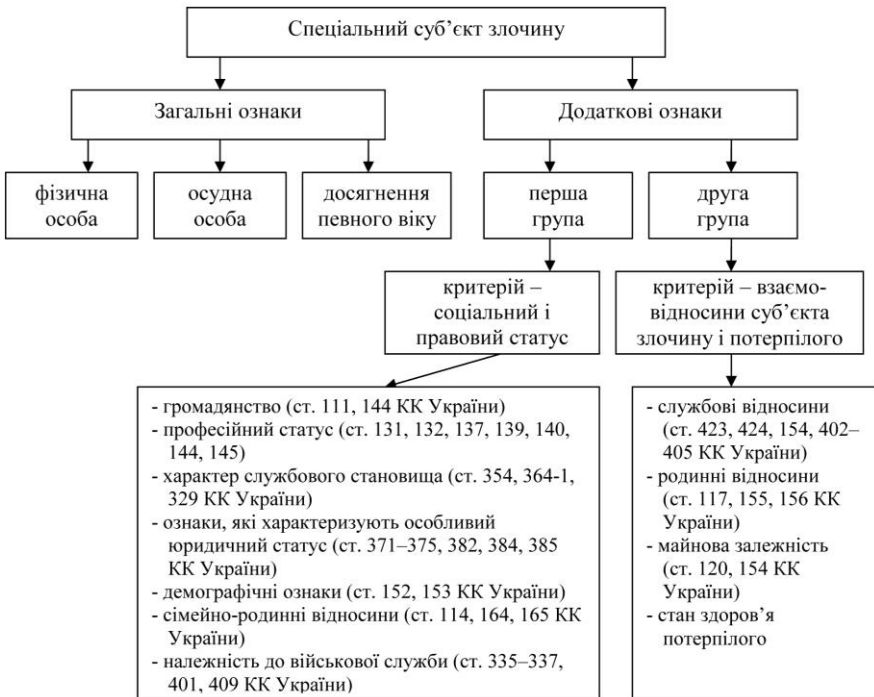 Спеціальний суб’єкт злочину
Загальні ознаки
Додаткові ознаки
фізична
особа
осудна
особа
досягнення
певного віку
перша
група
друга
група
критерій –
соціальний і
правовий статус
критерій – взаємо-
відносини суб’єкта
злочину і потерпілого
- громадянство (ст. 111, 144 КК України)
- професійний статус (ст. 131, 132, 137, 139, 140,
144, 145)
- характер службового становища (ст. 354, 364-1,
329 КК України)
- ознаки, які характеризують особливий
юридичний статус (ст. 371–375, 382, 384, 385
КК України)
- демографічні ознаки (ст. 152, 153 КК України)
- сімейно-родинні відносини (ст. 114, 164, 165 КК
України)
- належність до військової служби (ст. 335–337,
401, 409 КК України)
- службові відносини
(ст. 423, 424, 154, 402–
405 КК України)
- родинні відносини
(ст. 117, 155, 156 КК
України)
- майнова залежність
(ст. 120, 154 КК
України)
- стан здоров’я
потерпілого